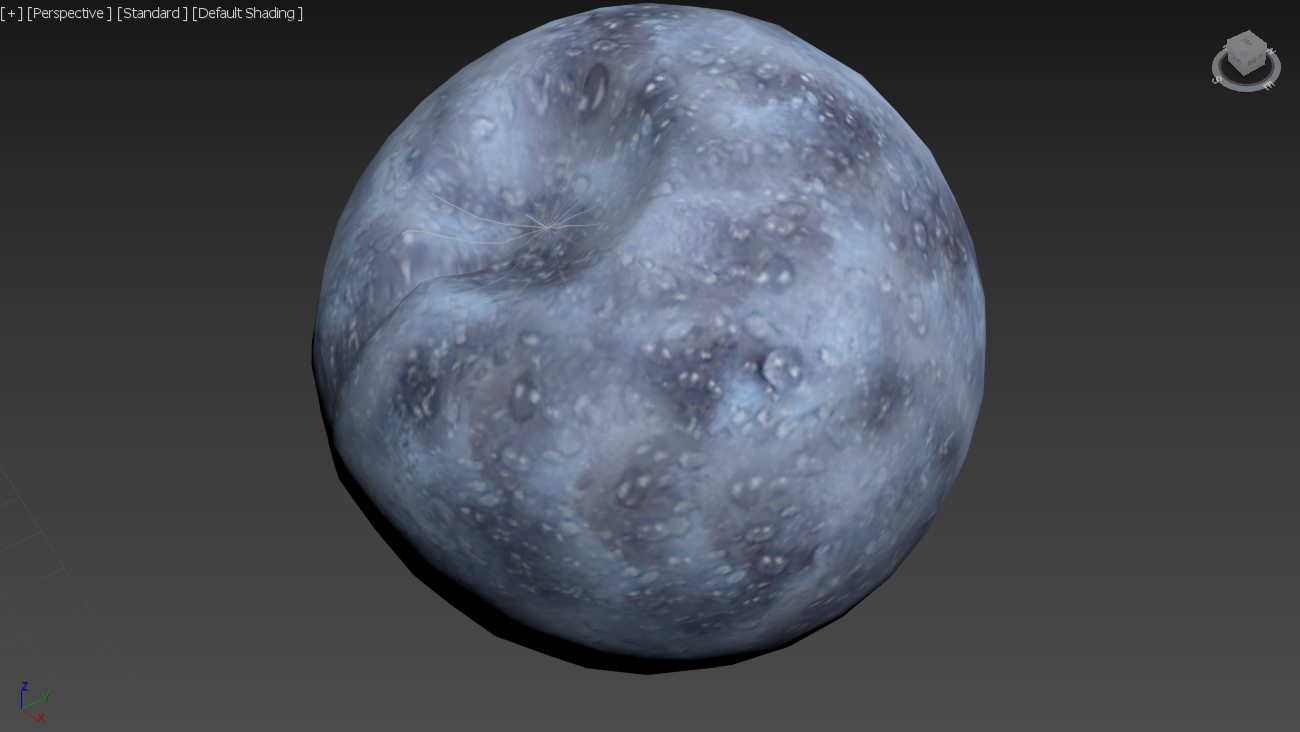 [+] [Perspective ] [Standard ] [Default Shading ]
S
E
Z
y
x